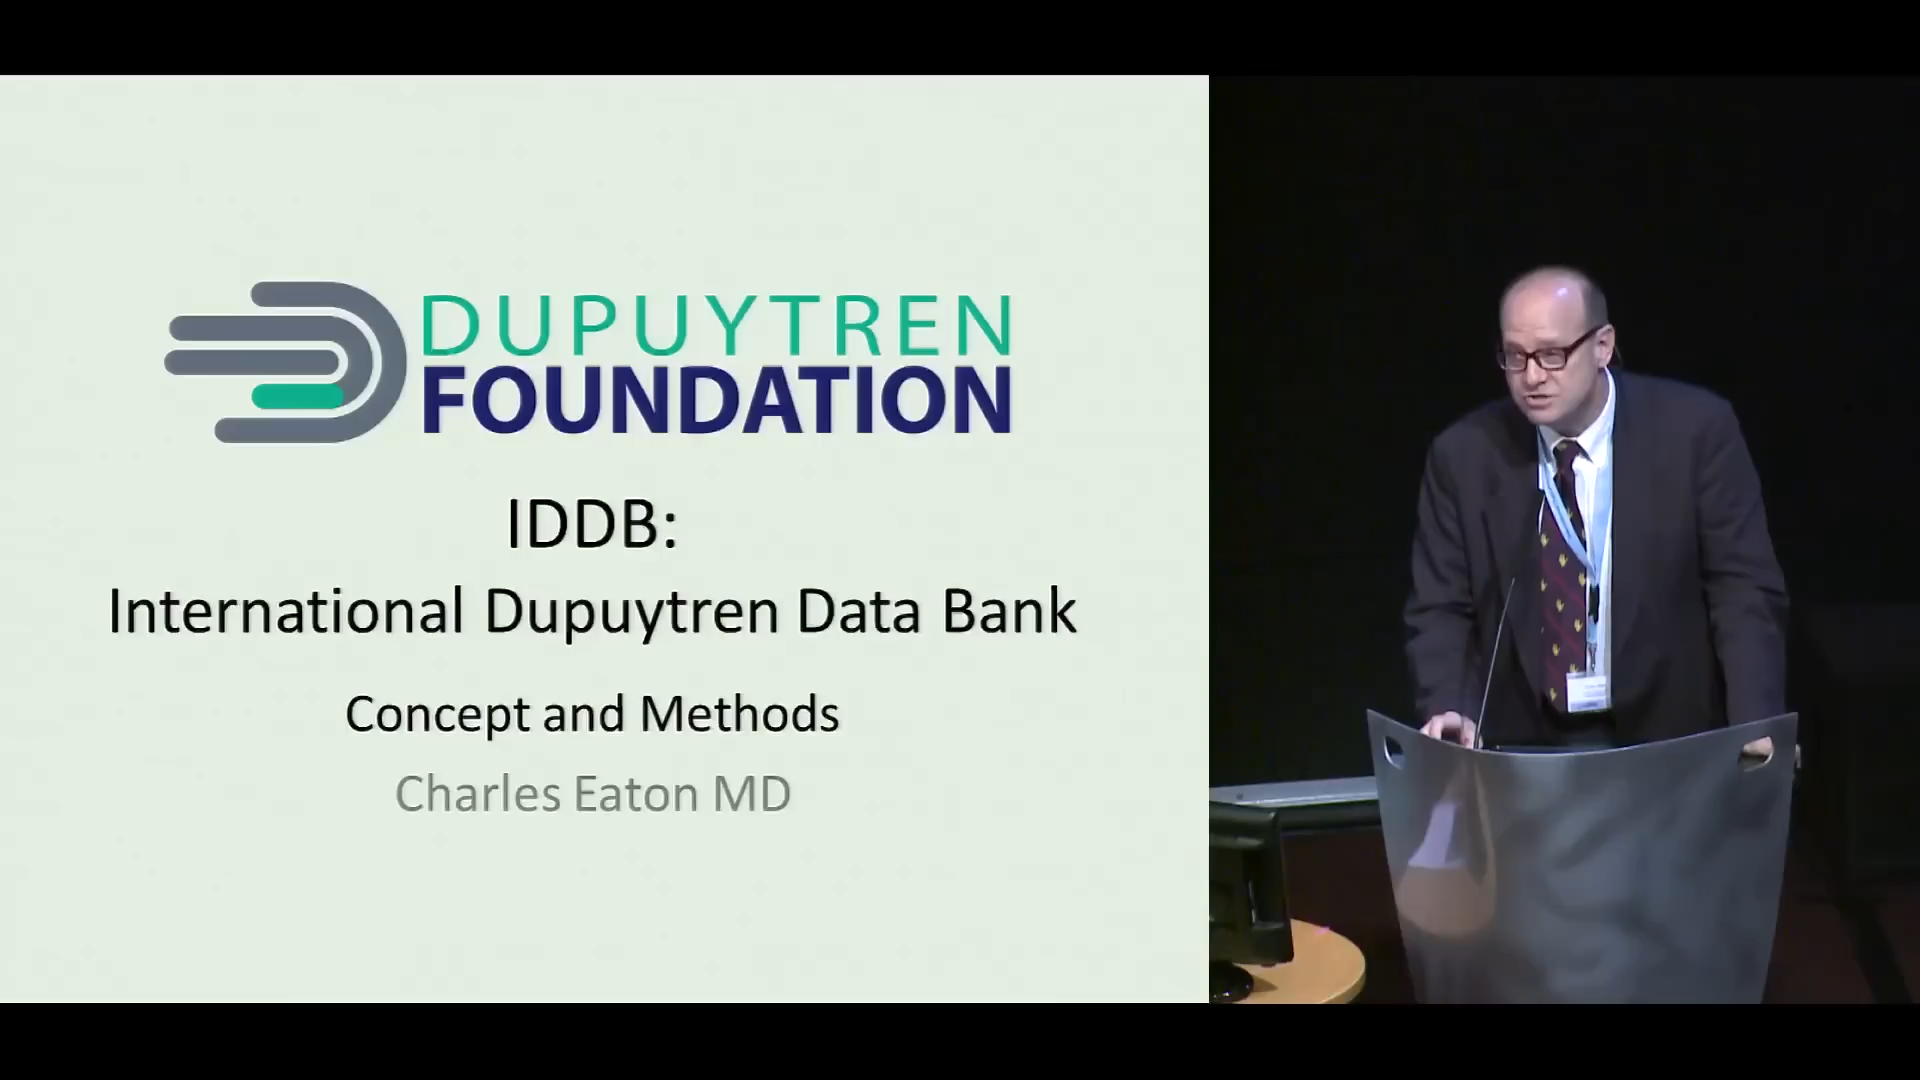 DUPUYTREN
FOUNDATION
IDDB:
International Dupuytren Data Bank
Concept and Methods
Charles Eaton MD